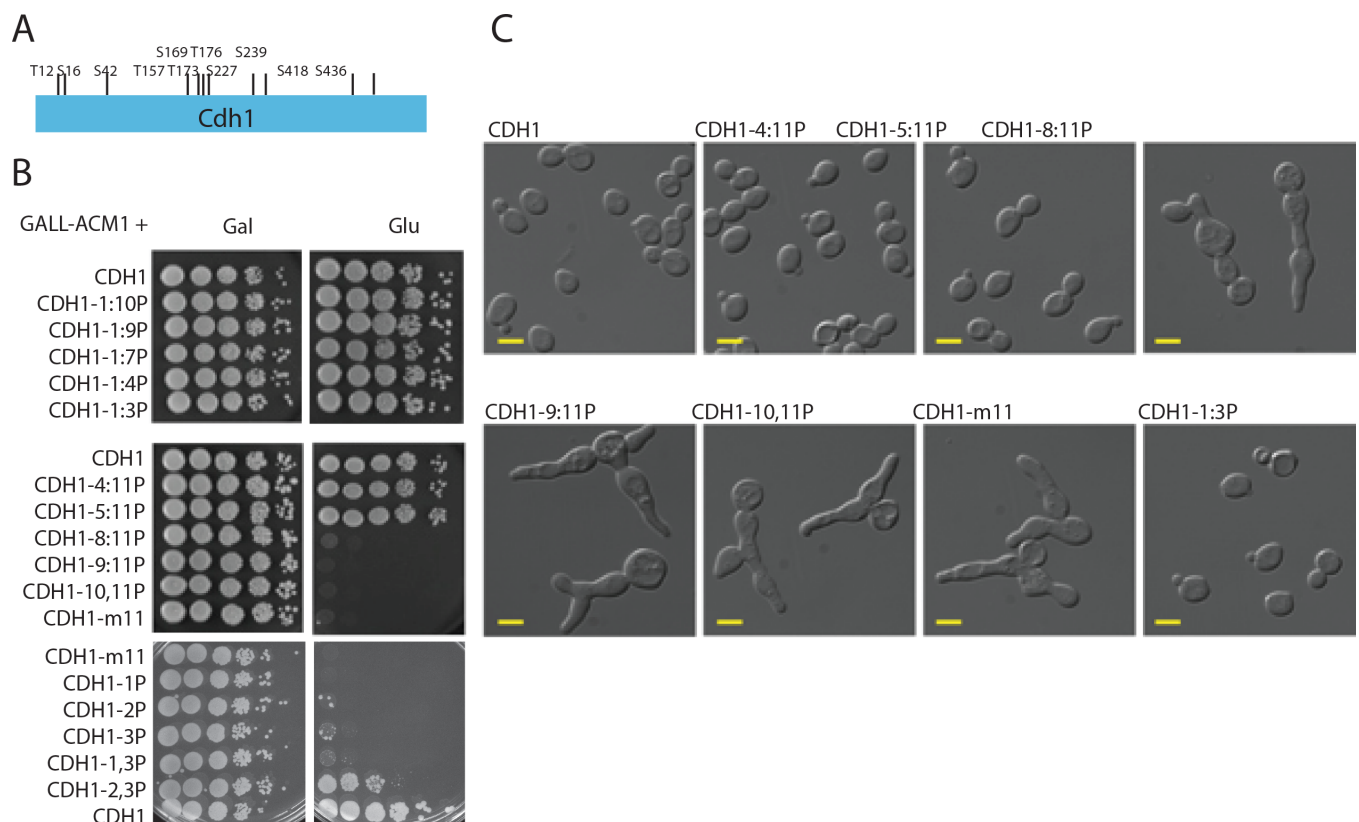 A
S169 T176 S239
T12 S16 S42 T157 T173 S227 S418 S436
Cdh1
B
GALL-ACM1 + Gal Glu
CDH1
CDH1-1:10P
CDH1-1:9P
CDH1-1:7P
CDH1-1:4P
CDH1-1:3P
CDH1
CDH1-4:11P
CDH1-5:11P
CDH1-8:11P
CDH1-9:11P
CDH1-10,11P
CDH1-m11
CDH1-m11
CDH1-1P
CDH1-2P
CDH1-3P
CDH1-1,3P
CDH1-2,3P
CDH1
C
CDH1 CDH1-4:11P CDH1-5:11P CDH1-8:11P
CDH1-9:11P CDH1-10,11P CDH1-m11 CDH1-1:3P